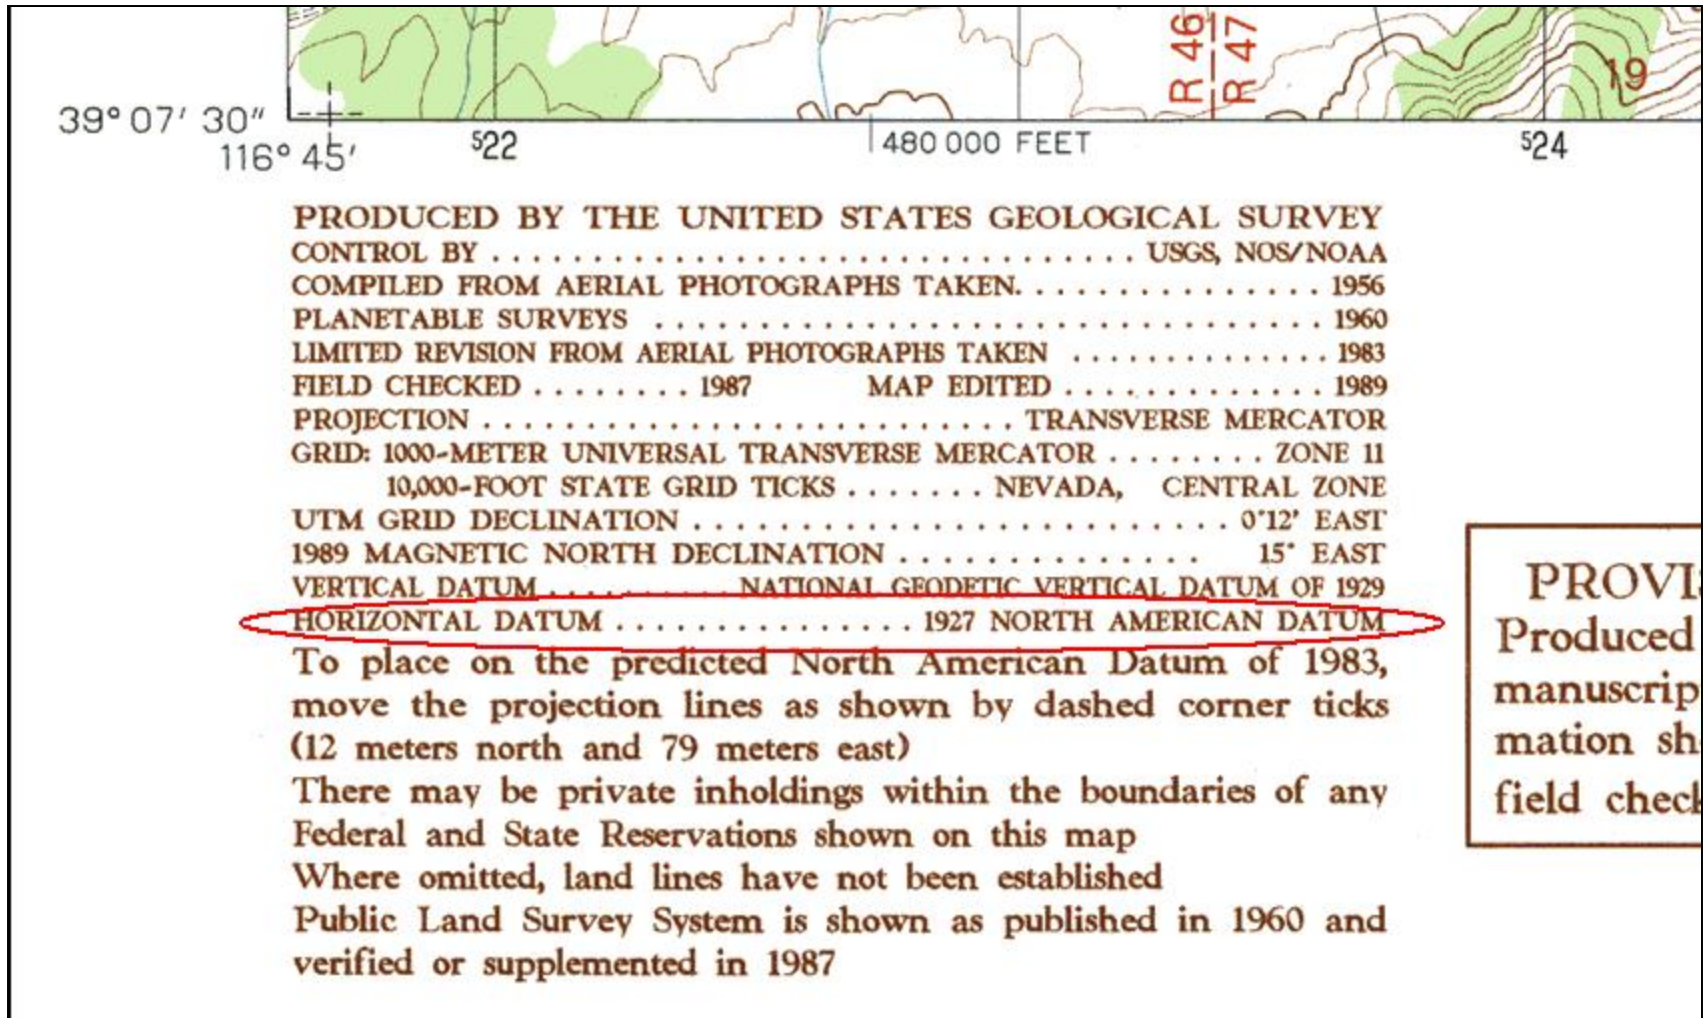 R 46
R 47
19
39° 07' 30"
116° 45'
⁵22
480 000 FEET
⁵24
PRODUCED BY THE UNITED STATES GEOLOGICAL SURVEY
CONTROL BY . . . . . . . . . . . . . . . . . . . . . . . . . . . . . . . . . . USGS, NOS/NOAA
COMPILED FROM AERIAL PHOTOGRAPHS TAKEN. . . . . . . . . . . . . . . . 1956
PLANETABLE SURVEYS . . . . . . . . . . . . . . . . . . . . . . . . . . . . . . . . . . . 1960
LIMITED REVISION FROM AERIAL PHOTOGRAPHS TAKEN . . . . . . . . . . . . . 1983
FIELD CHECKED . . . . . . . . 1987 MAP EDITED . . . . . . . . . . . . . . 1989
PROJECTION . . . . . . . . . . . . . . . . . . . . . . . . . . . . . TRANSVERSE MERCATOR
GRID: 1000-METER UNIVERSAL TRANSVERSE MERCATOR . . . . . . . . ZONE 11
10,000-FOOT STATE GRID TICKS . . . . . . . NEVADA, CENTRAL ZONE
UTM GRID DECLINATION . . . . . . . . . . . . . . . . . . . . . . . . . . . . 0°12' EAST
1989 MAGNETIC NORTH DECLINATION . . . . . . . . . . . . . . 15° EAST
VERTICAL DATUM . . . . . . . . . . NATIONAL GEODETIC VERTICAL DATUM OF 1929
HORIZONTAL DATUM . . . . . . . . . . . . . . . 1927 NORTH AMERICAN DATUM
To place on the predicted North American Datum of 1983,
move the projection lines as shown by dashed corner ticks
(12 meters north and 79 meters east)
There may be private inholdings within the boundaries of any
Federal and State Reservations shown on this map
Where omitted, land lines have not been established
Public Land Survey System is shown as published in 1960 and
verified or supplemented in 1987
PROVI
Produced
manuscrip
mation sh
field check